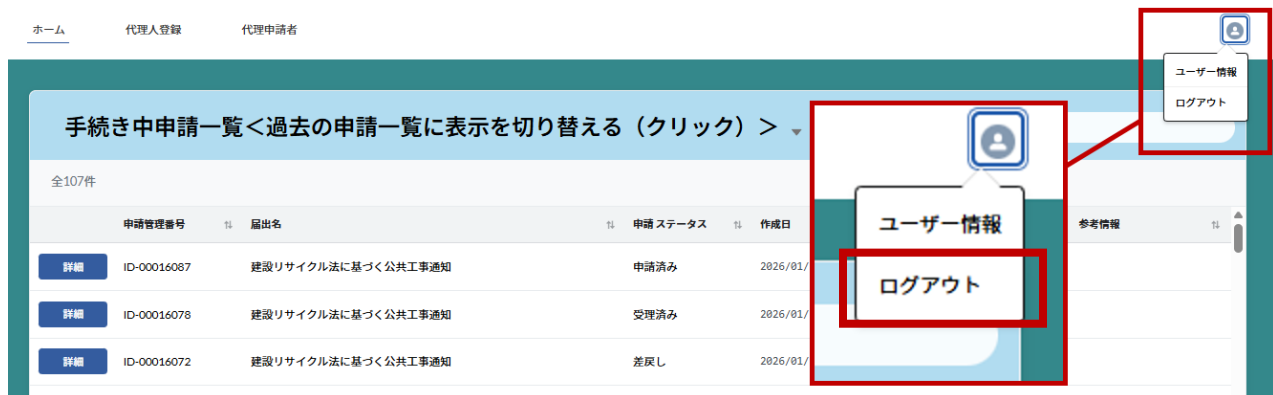 ホーム 代理人登録 代理申請者
ユーザー情報
ログアウト
手続き中申請一覧＜過去の申請一覧に表示を切り替える（クリック）＞
全107件
ユーザー情報
ログアウト
申請管理番号 届出名 申請ステータス 作成日 参考情報
詳細 ID-00016087 建設リサイクル法に基づく公共工事通知 申請済み 2026/01/
詳細 ID-00016078 建設リサイクル法に基づく公共工事通知 受理済み 2026/01/
詳細 ID-00016072 建設リサイクル法に基づく公共工事通知 差戻し 2026/01/